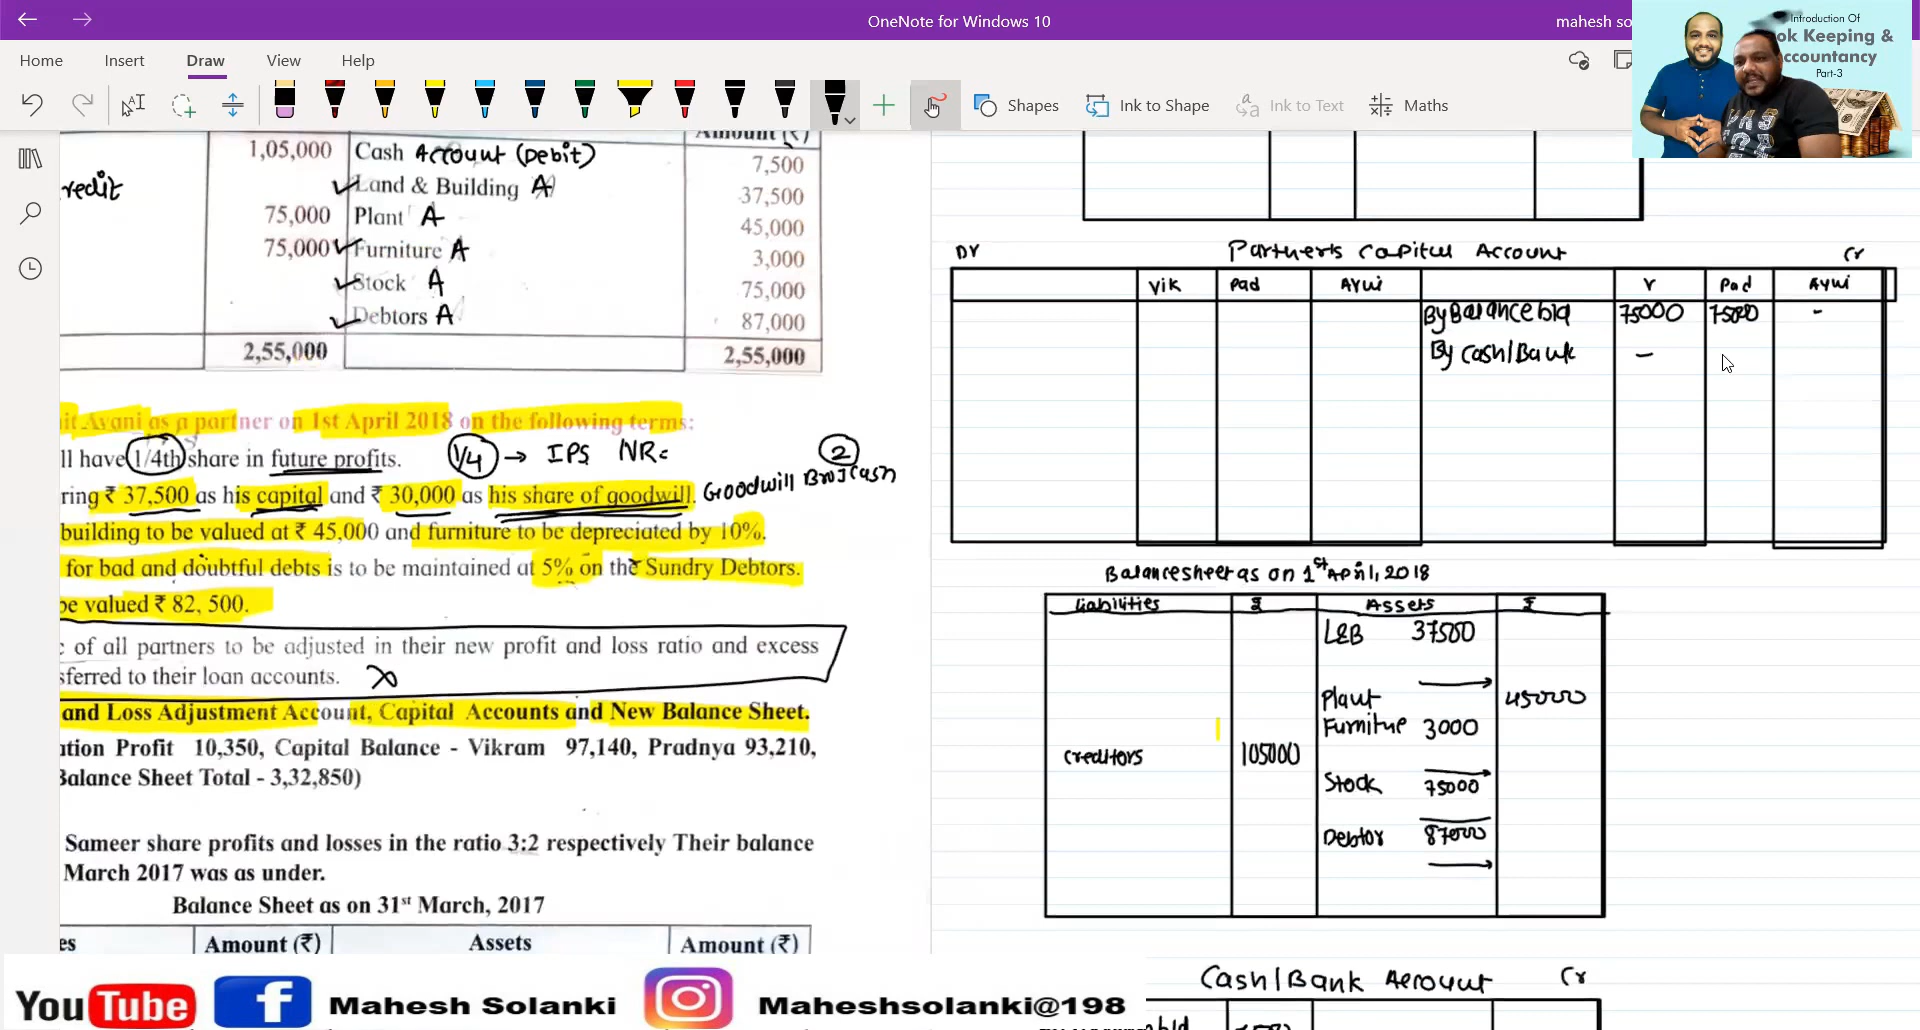 OneNote for Windows 10
mahesh so
Introduction Of
ok Keeping &
ccountancy
Part-3
Home Insert Draw View Help
Shapes Ink to Shape Ink to Text Maths
Amount (₹)
1,05,000 Cash Account (Debit) 7,500
redit Land & Building A 37,500
75,000 Plant A 45,000
75,000 Furniture A 3,000
Stock A 75,000
Debtors A 87,000
2,55,000 2,55,000
it Avani as a partner on 1st April 2018 on the following terms:
ll have 1/4th share in future profits. 1/4 → IPS NR= 2
ring ₹ 37,500 as his capital and ₹ 30,000 as his share of goodwill. Goodwill Bro Cash
building to be valued at ₹ 45,000 and furniture to be depreciated by 10%.
for bad and doubtful debts is to be maintained at 5% on the Sundry Debtors.
be valued ₹ 82, 500.
of all partners to be adjusted in their new profit and loss ratio and excess
sferred to their loan accounts.
and Loss Adjustment Account, Capital Accounts and New Balance Sheet.
ation Profit 10,350, Capital Balance - Vikram 97,140, Pradnya 93,210,
Balance Sheet Total - 3,32,850)
Sameer share profits and losses in the ratio 3:2 respectively Their balance
March 2017 was as under.
Balance Sheet as on 31st March, 2017
es Amount (₹) Assets Amount (₹)
Dr Partners Capital Account Cr
Vik Pad Avni V Pad Avni
By Balance b/d 75000 75000 -
By Cash/Bank -
Balancesheet as on 1st April, 2018
Liabilities ₹ Assets ₹
L&B 37500
Plant 45000
Furniture 3000
Creditors 105000
Stock 75000
Debtor 87000
Cash/Bank Account Cr
YouTube Mahesh Solanki Maheshsolanki@198